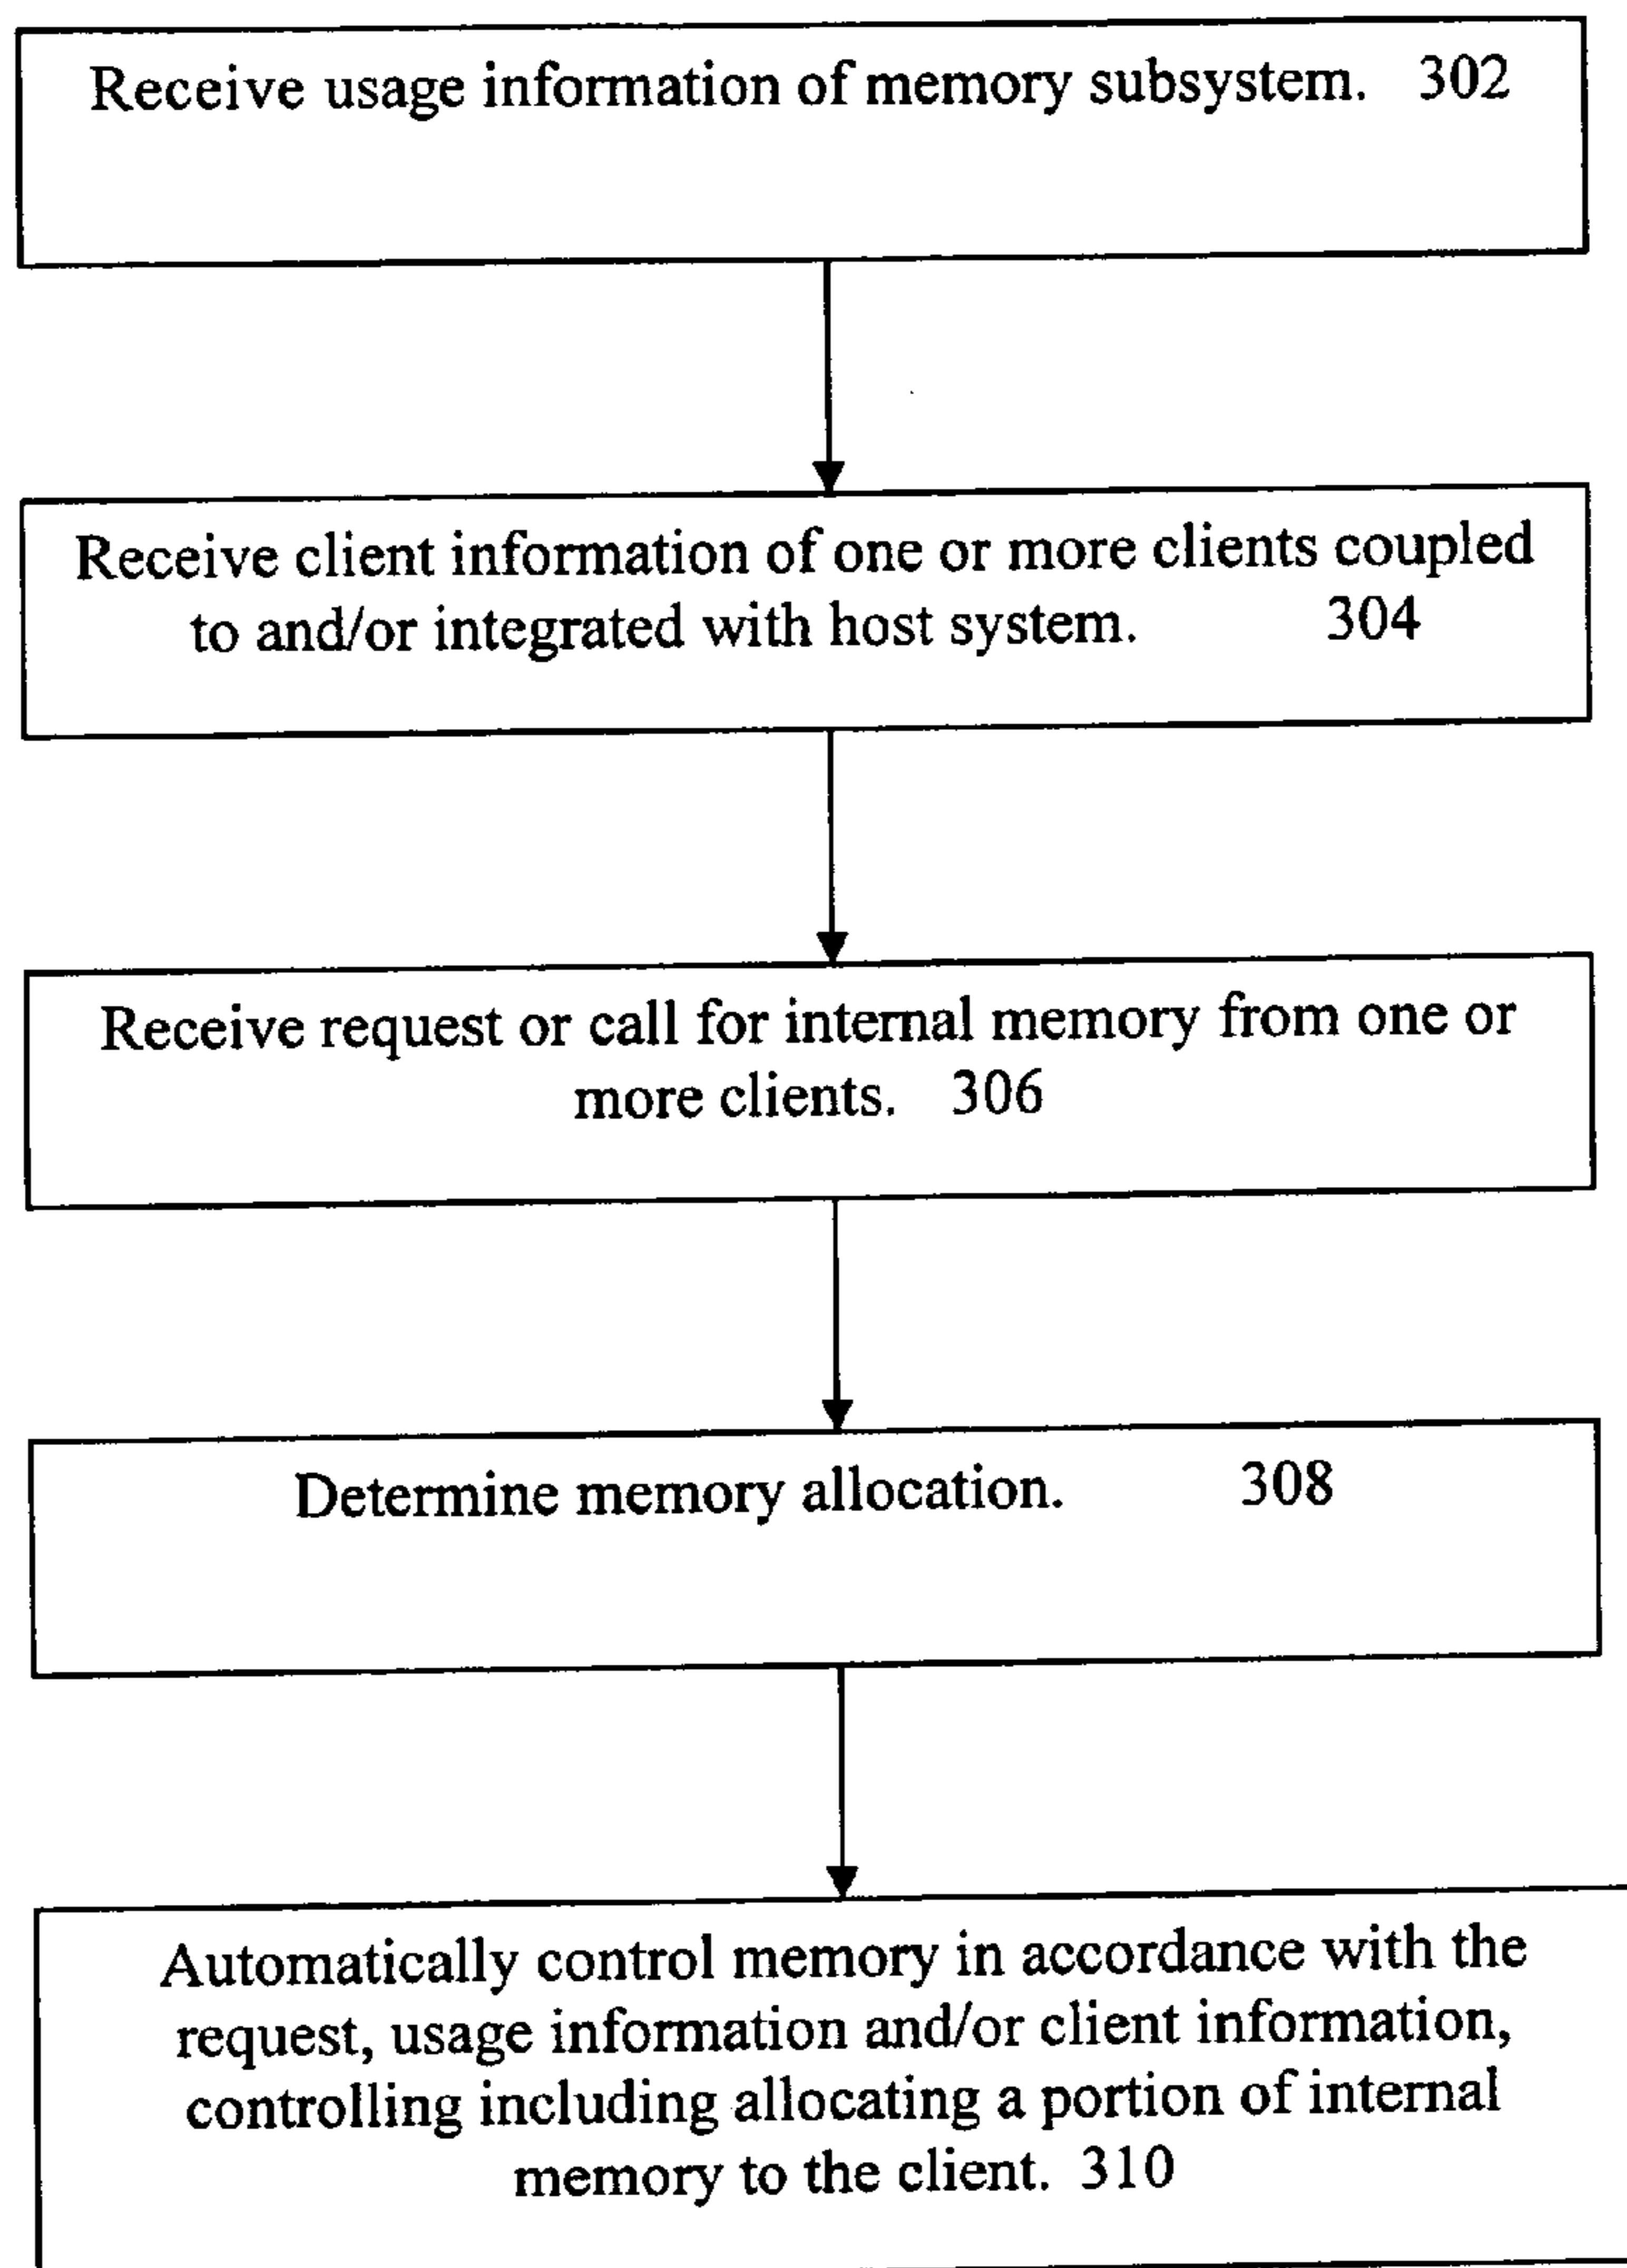 Receive usage information of memory subsystem. 302
Receive client information of one or more clients coupled
to and/or integrated with host system. 304
Receive request or call for internal memory from one or
more clients. 306
Determine memory allocation. 308
Automatically control memory in accordance with the
request, usage information and/or client information,
controlling including allocating a portion of internal
memory to the client. 310